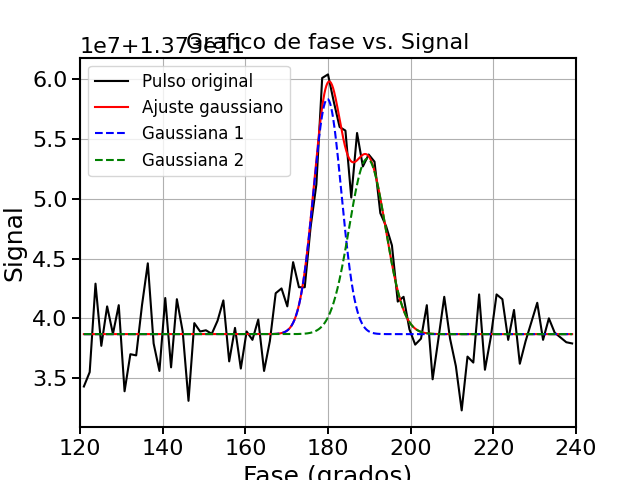 1e7+1.373e11
Grafico de fase vs. Signal
Pulso original
Ajuste gaussiano
Gaussiana 1
Gaussiana 2
6.0
5.5
5.0
4.5
4.0
3.5
Signal
120 140 160 180 200 220 240
Fase (grados)